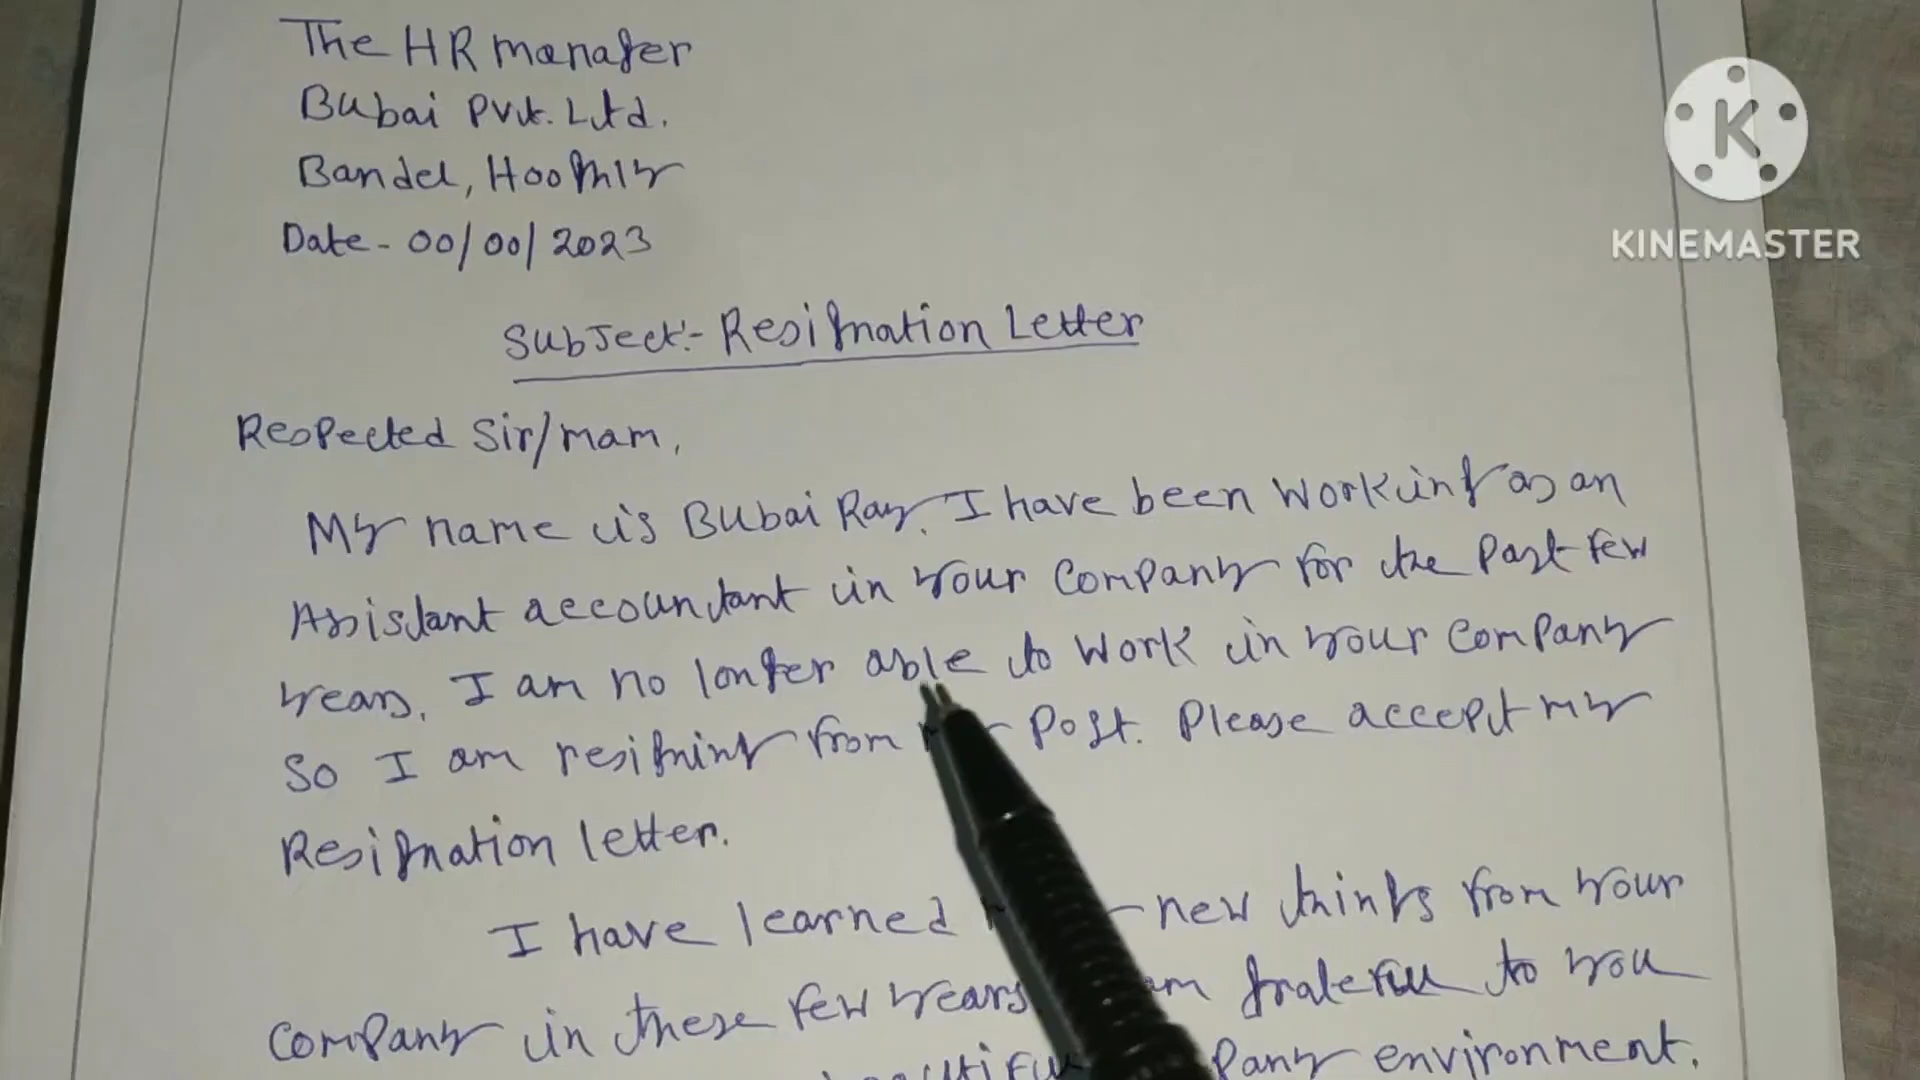 The HR manager
Bubai Pvt. Ltd.
Bandel, Hooghly
Date - 00/00/2023
K
KINEMASTER
Subject:- Resignation Letter
Respected Sir/mam,
My name is Bubai Ray. I have been working as an
Assistant accountant in your company for the past few
years. I am no longer able to work in your company
So I am resigning from post. Please accept my
Resignation letter.
I have learned new things from your
company in these few years am grateful to you
environment.